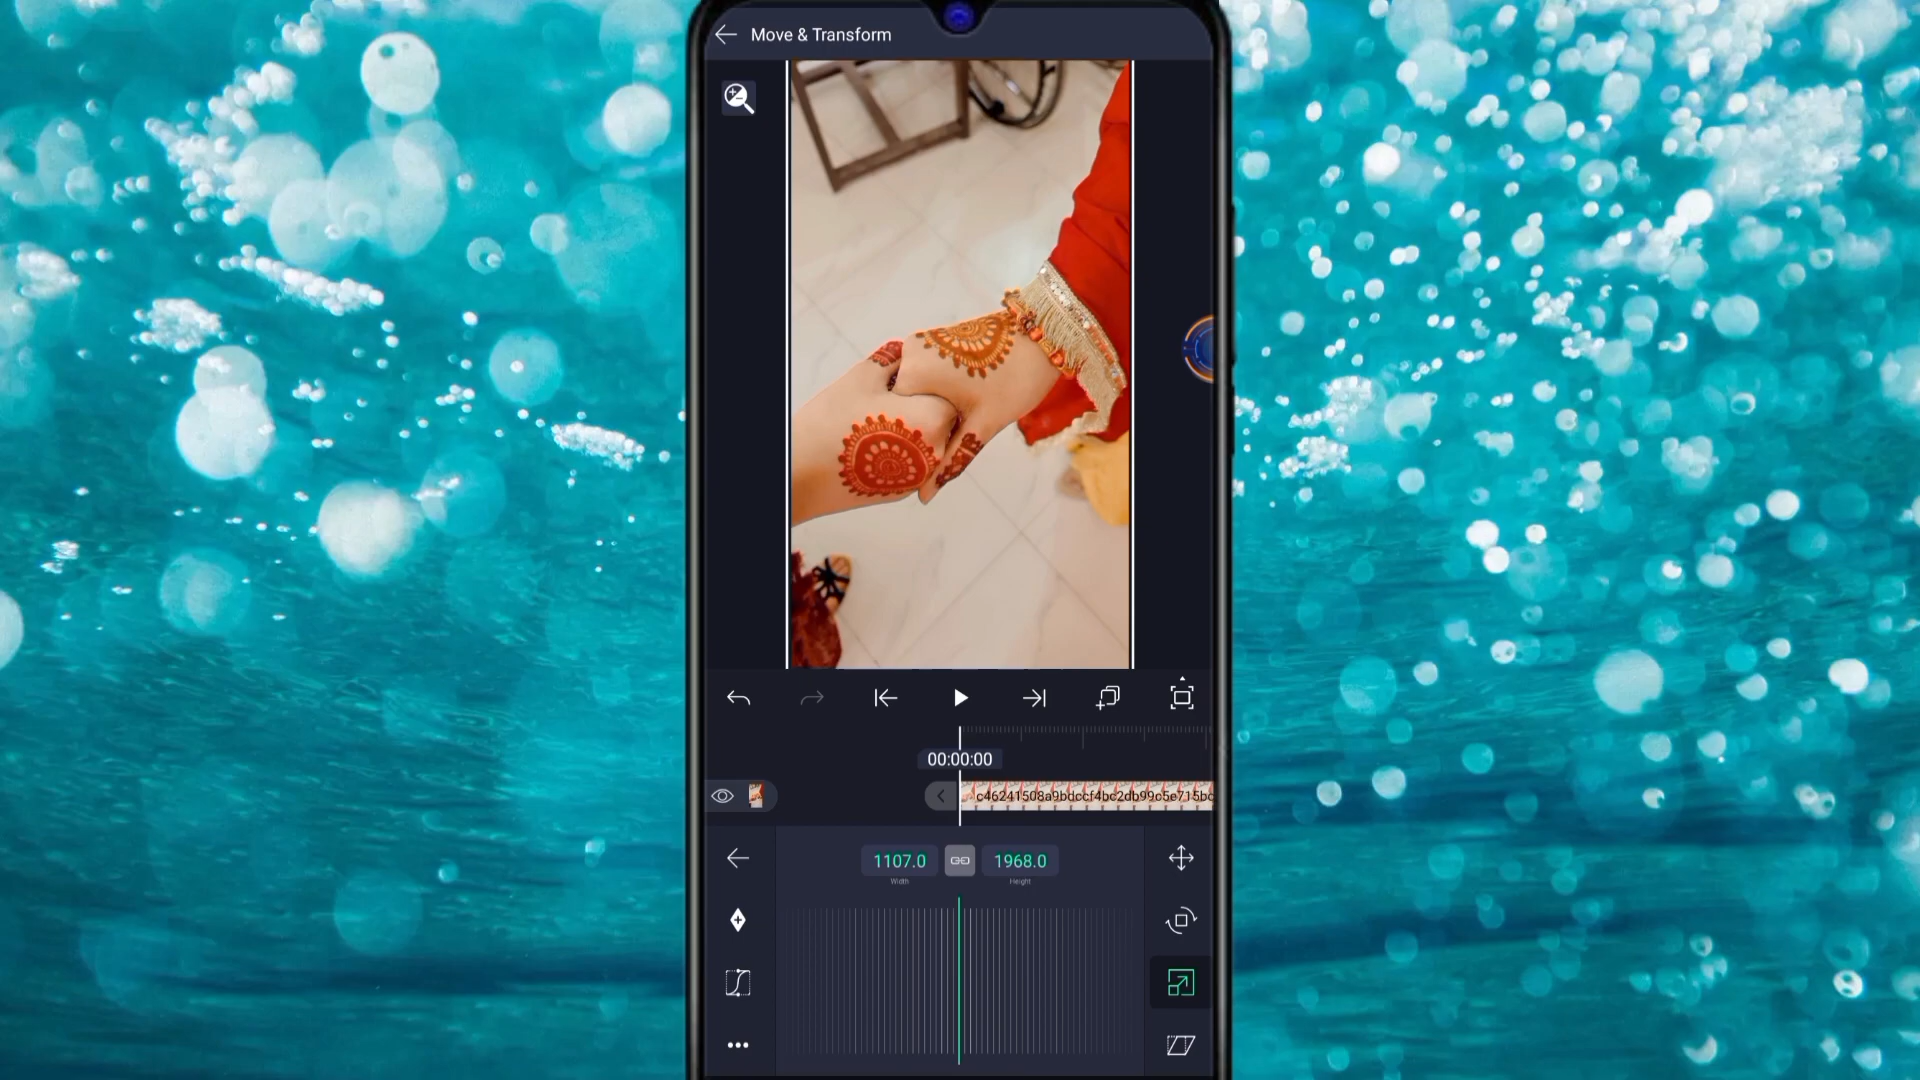 Move & Transform
00:00:00
c46241508a9bdccf4bc2db99c5e715bc
1107.0
1968.0
Width
Height